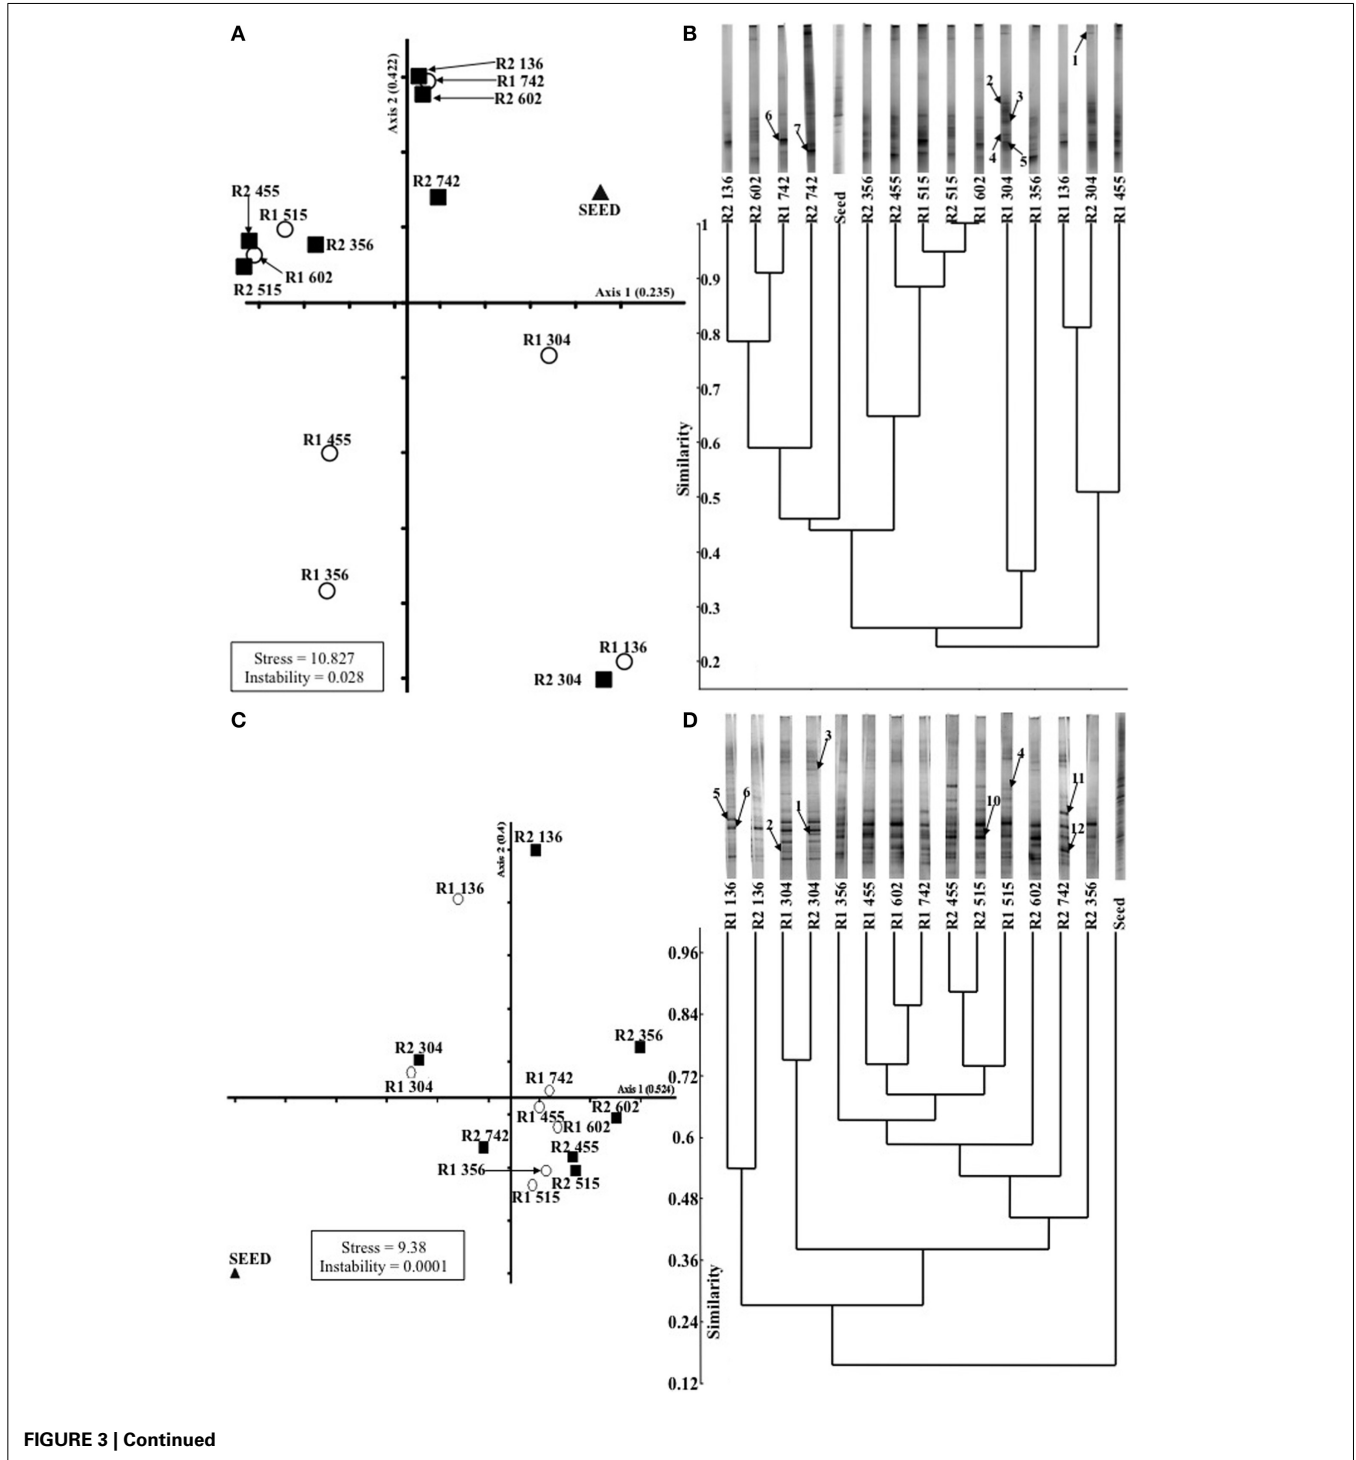 A
Axis 2 (0.422)
R2 136
R1 742
R2 602
R2 742
SEED
R2 455
R1 515
R2 356
R1 602
R2 515
Axis 1 (0.235)
R1 304
R1 455
R1 356
R1 136
R2 304
Stress = 10.827
Instability = 0.028
B
1
2
3
4
5
6
7
R2 136
R2 602
R1 742
R2 742
Seed
R2 356
R2 455
R1 515
R2 515
R1 602
R1 304
R1 356
R1 136
R2 304
R1 455
1
0.9
0.8
0.7
0.6
0.5
0.4
0.3
0.2
Similarity
C
Axis 2 (0.4)
R2 136
R1 136
R2 304
R1 304
R2 356
R1 742
Axis 1 (0.524)
R2 602
R1 455
R1 602
R2 742
R2 455
R1 356
R2 515
R1 515
SEED
Stress = 9.38
Instability = 0.0001
D
3
4
5
6
1
2
10
11
12
R1 136
R2 136
R1 304
R2 304
R1 356
R1 455
R1 602
R1 742
R2 455
R2 515
R1 515
R2 602
R2 742
R2 356
Seed
0.96
0.84
0.72
0.6
0.48
0.36
0.24
0.12
Similarity
FIGURE 3 | Continued